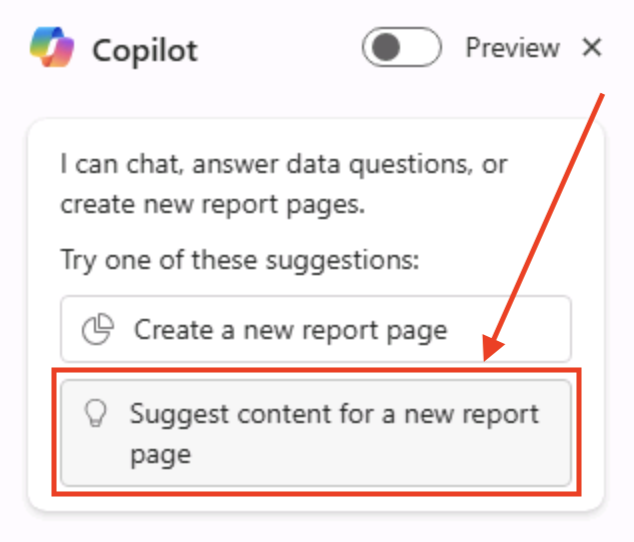 Copilot
Preview
I can chat, answer data questions, or
create new report pages.
Try one of these suggestions:
Create a new report page
Suggest content for a new report
page